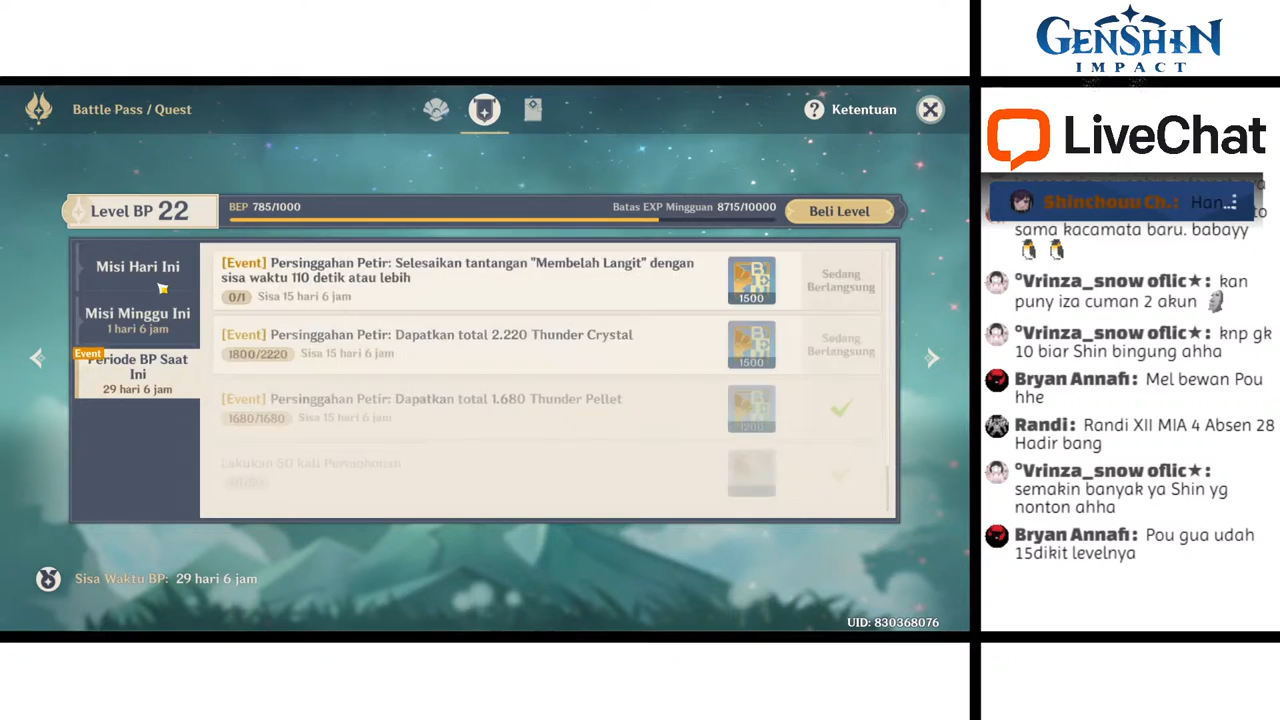 Battle Pass / Quest
Ketentuan
Level BP 22
BEP 785/1000
Batas EXP Mingguan 8715/10000
Beli Level
Misi Hari Ini
Misi Minggu Ini
1 hari 6 jam
Event
Periode BP Saat
Ini
29 hari 6 jam
[Event] Persinggahan Petir: Selesaikan tantangan "Membelah Langit" dengan
sisa waktu 110 detik atau lebih
0/1 Sisa 15 hari 6 jam
1500
Sedang
Berlangsung
[Event] Persinggahan Petir: Dapatkan total 2.220 Thunder Crystal
1800/2220 Sisa 15 hari 6 jam
1500
Sedang
Berlangsung
[Event] Persinggahan Petir: Dapatkan total 1.680 Thunder Pellet
1680/1680 Sisa 15 hari 6 jam
1200
Lakukan 50 kali Permohonan
Sisa Waktu BP: 29 hari 6 jam
UID: 830368076
GENSHIN
IMPACT
LiveChat
Shinchouu Ch.: Han...
sama kacamata baru. babayy
°Vrinza_snow oflic★: kan
puny iza cuman 2 akun
°Vrinza_snow oflic★: knp gk
10 biar Shin bingung ahha
Bryan Annafi: Mel bewan Pou
hhe
Randi: Randi XII MIA 4 Absen 28
Hadir bang
°Vrinza_snow oflic★:
semakin banyak ya Shin yg
nonton ahha
Bryan Annafi: Pou gua udah
15dikit levelnya